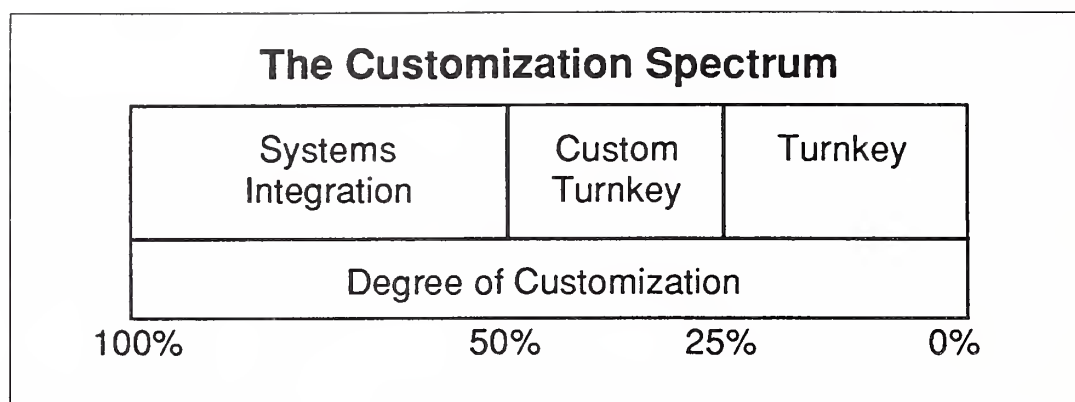 The Customization Spectrum
Systems
Integration
Custom
Turnkey
Turnkey
Degree of Customization
100%
50%
25%
0%